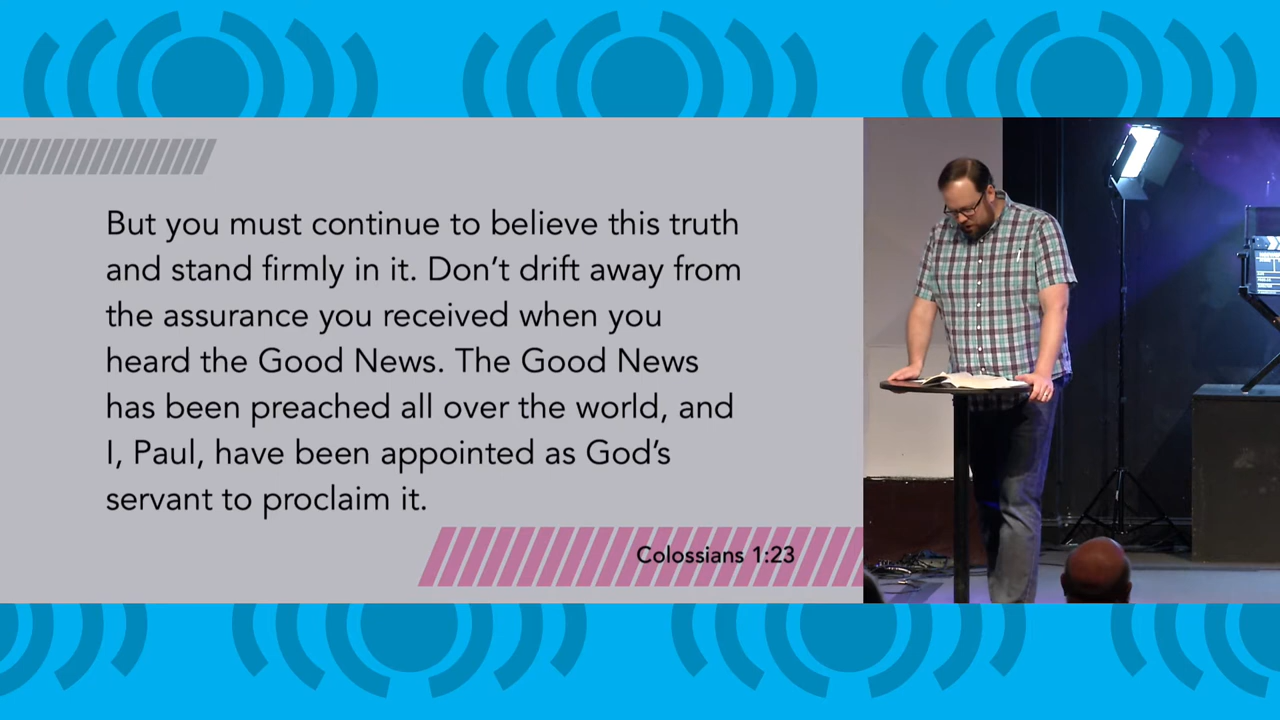 But you must continue to believe this truth
and stand firmly in it. Don’t drift away from
the assurance you received when you
heard the Good News. The Good News
has been preached all over the world, and
I, Paul, have been appointed as God’s
servant to proclaim it.
Colossians 1:23